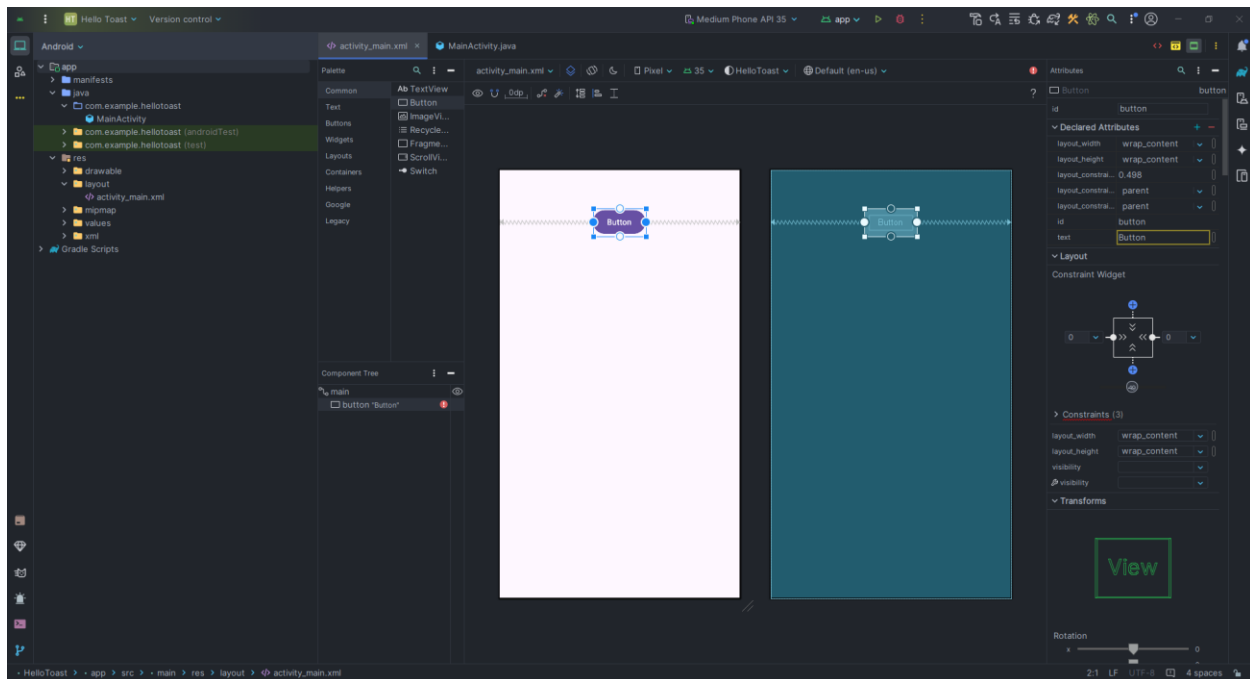 HT Hello Toast Version control Medium Phone API 35 app
Android
activity_main.xml
MainActivity.java
app
manifests
java
com.example.hellotoast
MainActivity
com.example.hellotoast (androidTest)
com.example.hellotoast (test)
res
drawable
layout
activity_main.xml
mipmap
values
xml
Gradle Scripts
Palette
Common
Text
Buttons
Widgets
Layouts
Containers
Helpers
Google
Legacy
Ab TextView
Button
ImageVi...
Recycle...
Fragme...
ScrollVi...
Switch
Component Tree
main
button "Button"
activity_main.xml Pixel 35 HelloToast Default (en-us)
0dp
?
Button
Button
Attributes
Button button
id button
Declared Attributes
layout_width wrap_content
layout_height wrap_content
layout_constrai... 0.498
layout_constrai... parent
layout_constrai... parent
id button
text Button
Layout
Constraint Widget
0 0
Constraints (3)
layout_width wrap_content
layout_height wrap_content
visibility
visibility
Transforms
View
Rotation
x 0
HelloToast > app > src > main > res > layout > activity_main.xml
2:1 LF UTF-8 4 spaces